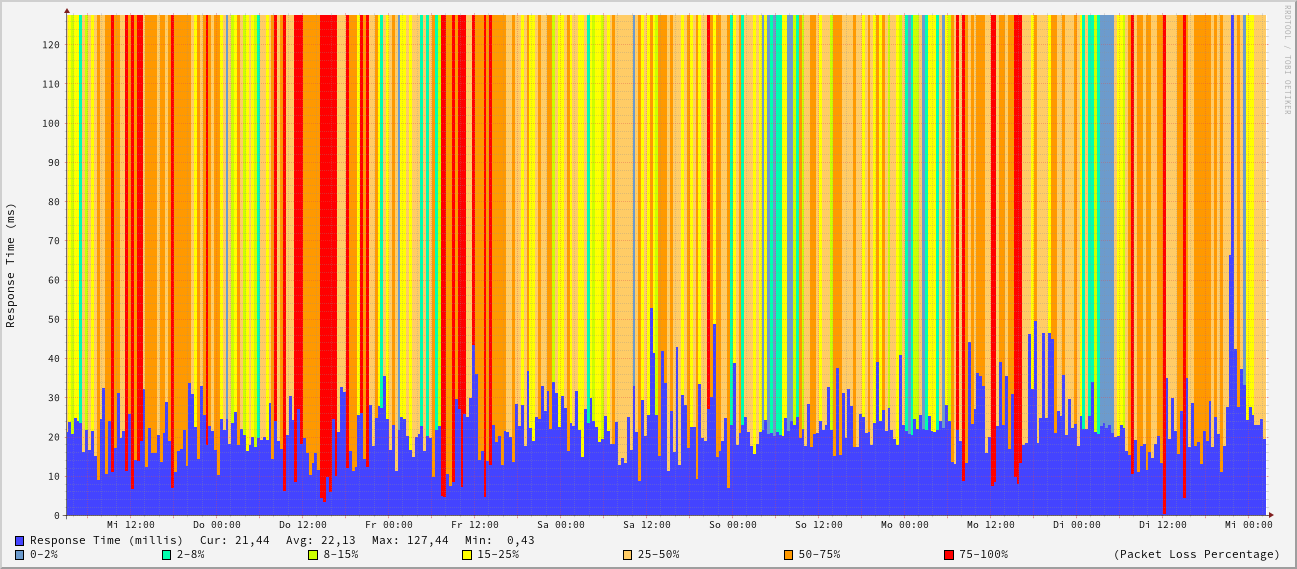 RRDTOOL / TOBI OETIKER
Response Time (ms)
120
110
100
90
80
70
60
50
40
30
20
10
0
Mi 12:00 Do 00:00 Do 12:00 Fr 00:00 Fr 12:00 Sa 00:00 Sa 12:00 So 00:00 So 12:00 Mo 00:00 Mo 12:00 Di 00:00 Di 12:00 Mi 00:00
Response Time (millis) Cur: 21,44 Avg: 22,13 Max: 127,44 Min: 0,43
0-2% 2-8% 8-15% 15-25% 25-50% 50-75% 75-100% (Packet Loss Percentage)